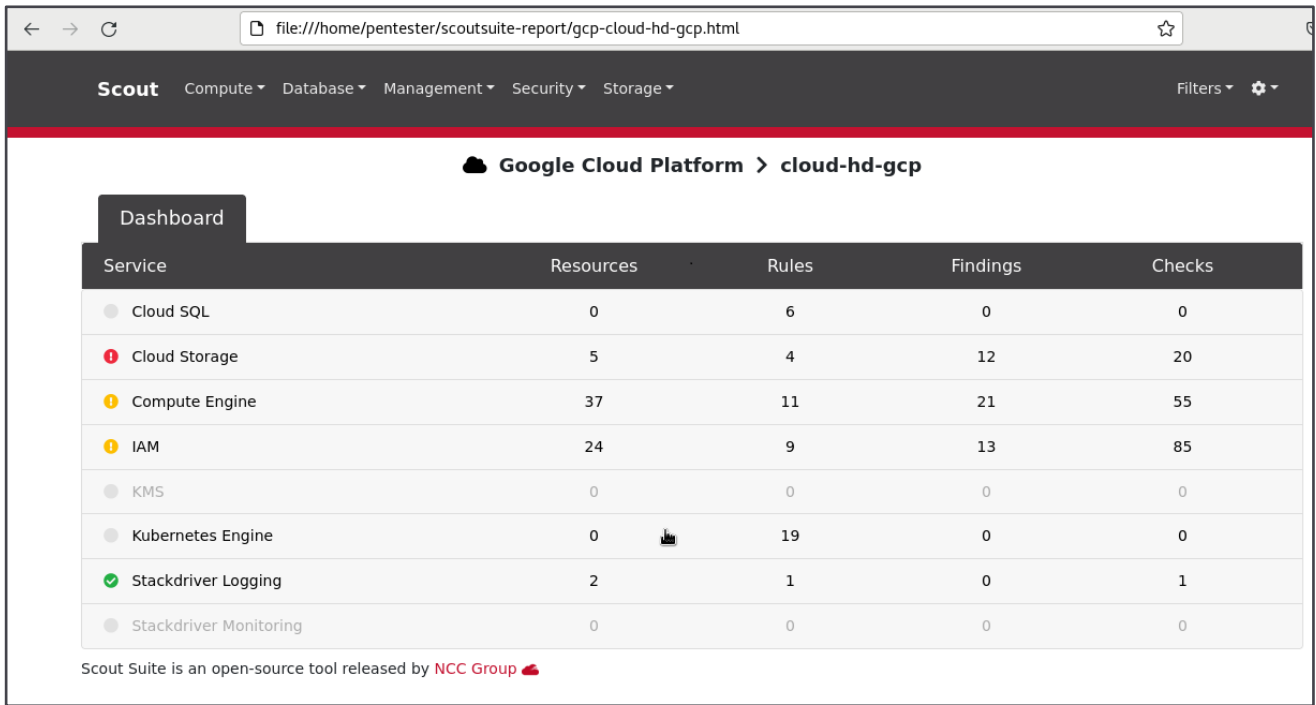 file:///home/pentester/scoutsuite-report/gcp-cloud-hd-gcp.html
Scout Compute Database Management Security Storage Filters
Google Cloud Platform > cloud-hd-gcp
Dashboard
Service Resources Rules Findings Checks
Cloud SQL 0 6 0 0
Cloud Storage 5 4 12 20
Compute Engine 37 11 21 55
IAM 24 9 13 85
KMS 0 0 0 0
Kubernetes Engine 0 19 0 0
Stackdriver Logging 2 1 0 1
Stackdriver Monitoring 0 0 0 0
Scout Suite is an open-source tool released by NCC Group